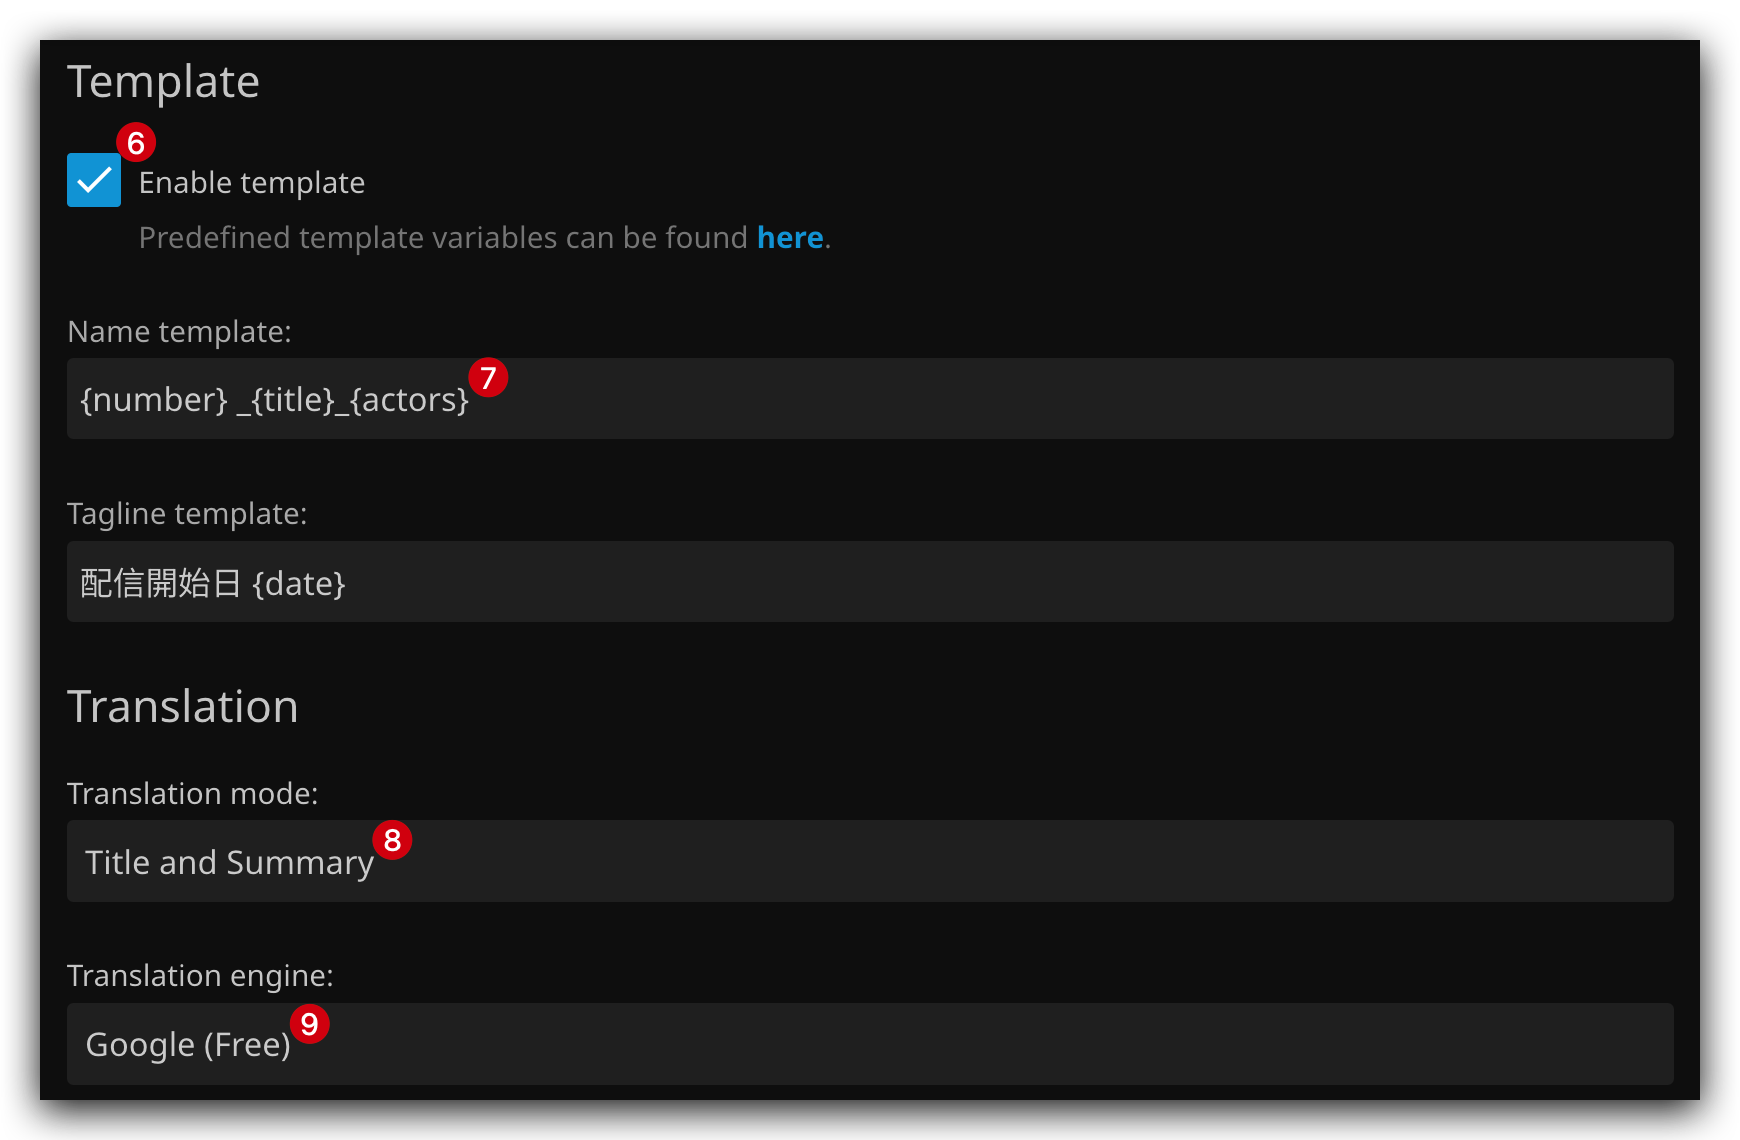 Template
6
Enable template
Predefined template variables can be found here.
Name template:
{number} _{title}_{actors}
7
Tagline template:
配信開始日 {date}
Translation
Translation mode:
Title and Summary
8
Translation engine:
Google (Free)
9